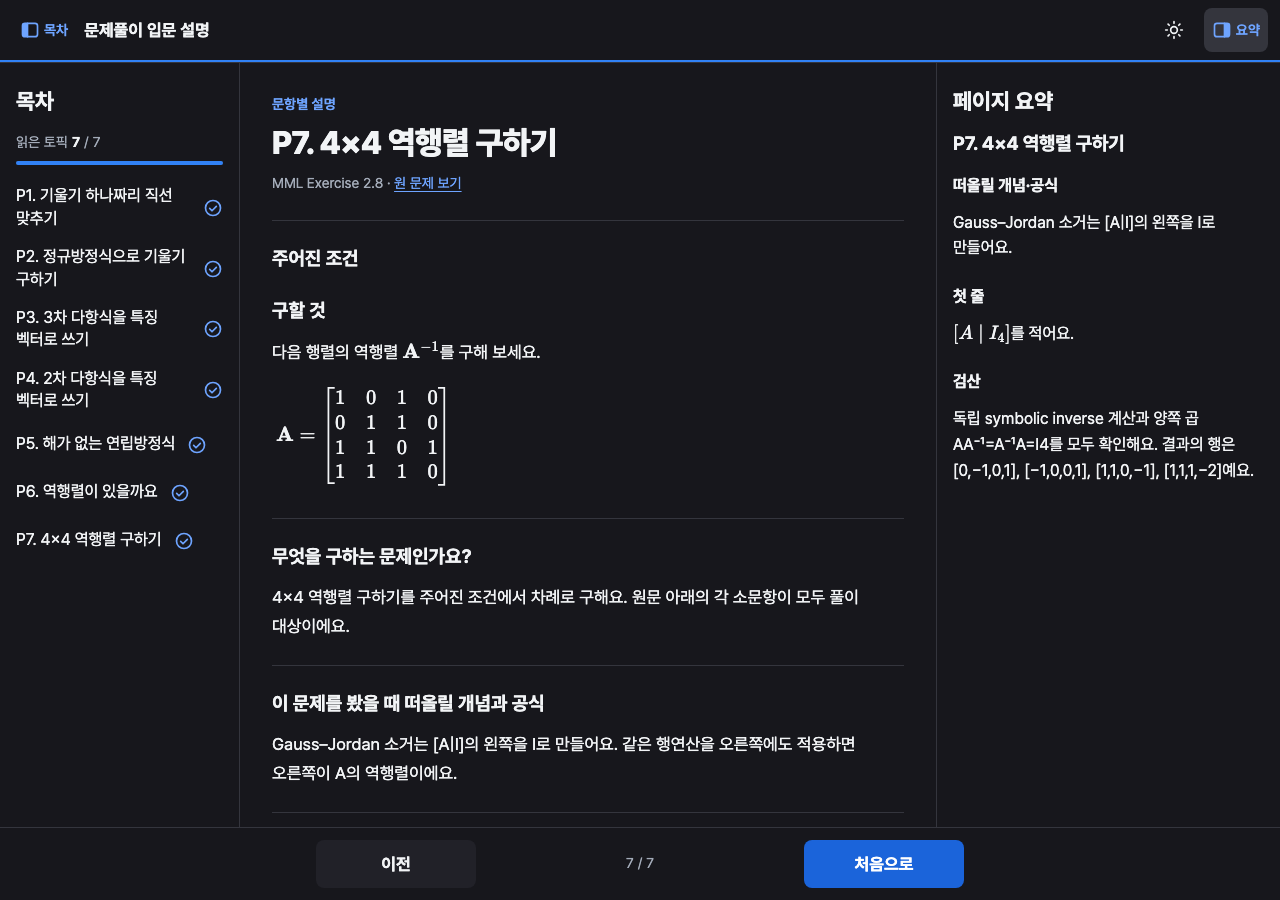 목차
문제풀이 입문 설명
요약
목차
읽은 토픽 7 / 7
P1. 기울기 하나짜리 직선
맞추기
P2. 정규방정식으로 기울기
구하기
P3. 3차 다항식을 특징
벡터로 쓰기
P4. 2차 다항식을 특징
벡터로 쓰기
P5. 해가 없는 연립방정식
P6. 역행렬이 있을까요
P7. 4×4 역행렬 구하기
문항별 설명
P7. 4×4 역행렬 구하기
MML Exercise 2.8 · 원 문제 보기
주어진 조건
구할 것
다음 행렬의 역행렬 A⁻¹를 구해 보세요.
A =
1 0 1 0
0 1 1 0
1 1 0 1
1 1 1 0
무엇을 구하는 문제인가요?
4×4 역행렬 구하기를 주어진 조건에서 차례로 구해요. 원문 아래의 각 소문항이 모두 풀이
대상이에요.
이 문제를 봤을 때 떠올릴 개념과 공식
Gauss–Jordan 소거는 [A|I]의 왼쪽을 I로 만들어요. 같은 행연산을 오른쪽에도 적용하면
오른쪽이 A의 역행렬이에요.
페이지 요약
P7. 4×4 역행렬 구하기
떠올릴 개념·공식
Gauss–Jordan 소거는 [A|I]의 왼쪽을 I로
만들어요.
첫 줄
[A | I₄]를 적어요.
검산
독립 symbolic inverse 계산과 양쪽 곱
AA⁻¹=A⁻¹A=I4를 모두 확인해요. 결과의 행은
[0,−1,0,1], [−1,0,0,1], [1,1,0,−1], [1,1,1,−2]예요.
이전
7 / 7
처음으로